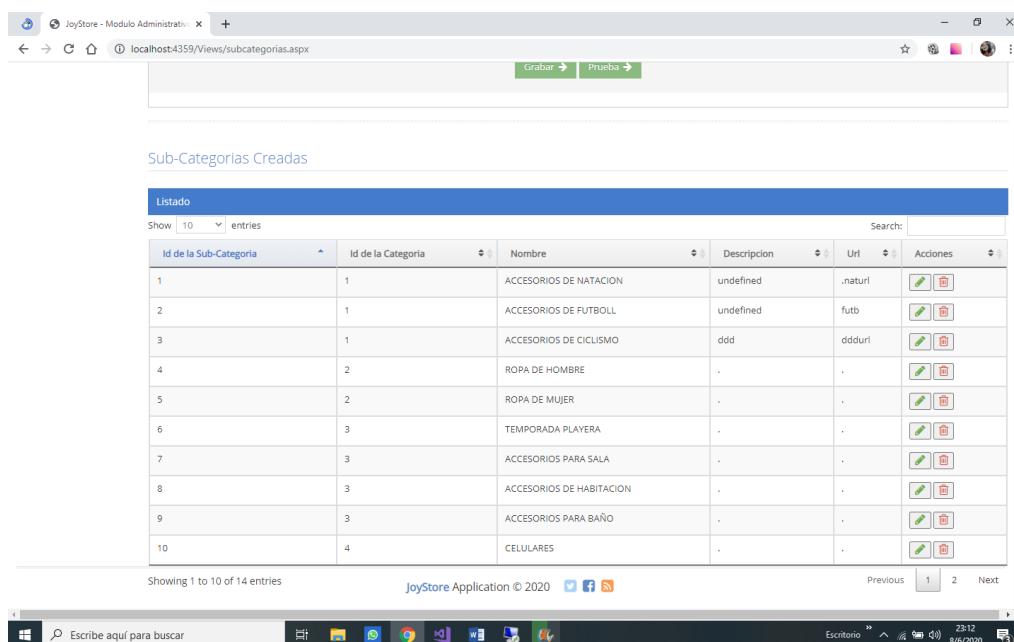 JoyStore - Modulo Administrativ
localhost:4359/Views/subcategorias.aspx
Grabar Prueba
Sub-Categorias Creadas
Listado
Show 10 entries Search:
Id de la Sub-Categoria Id de la Categoria Nombre Descripcion Url Acciones
1 1 ACCESORIOS DE NATACION undefined .naturl
2 1 ACCESORIOS DE FUTBOLL undefined futb
3 1 ACCESORIOS DE CICLISMO ddd dddurl
4 2 ROPA DE HOMBRE . .
5 2 ROPA DE MUJER . .
6 3 TEMPORADA PLAYERA . .
7 3 ACCESORIOS PARA SALA . .
8 3 ACCESORIOS DE HABITACION . .
9 3 ACCESORIOS PARA BAÑO . .
10 4 CELULARES . .
Showing 1 to 10 of 14 entries Previous 1 2 Next
JoyStore Application © 2020
Escribe aquí para buscar Escritorio 23:12
8/6/2020